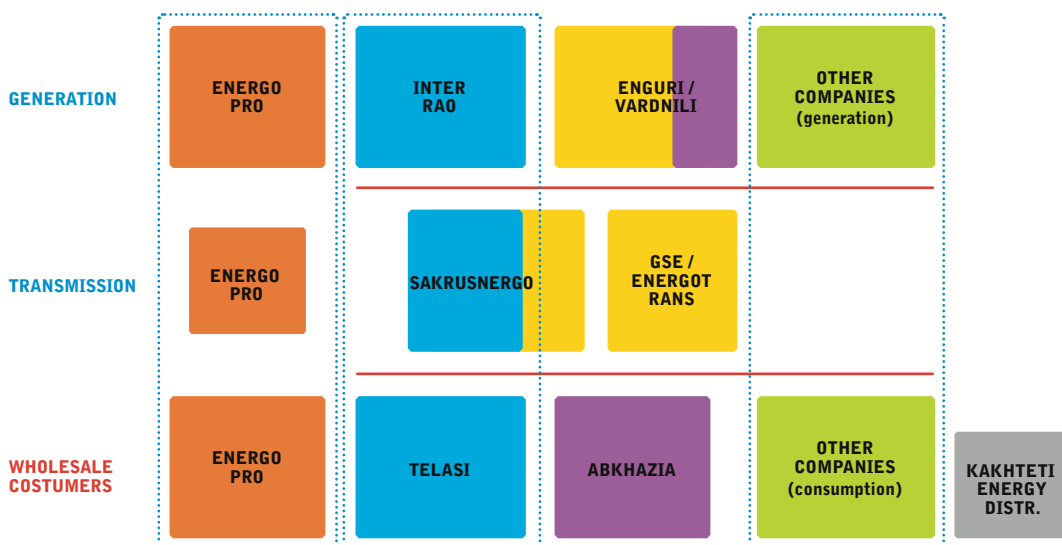 GENERATION
ENERGO
PRO
INTER
RAO
ENGURI /
VARDNILI
OTHER
COMPANIES
(generation)
TRANSMISSION
ENERGO
PRO
SAKRUSNERGO
GSE /
ENERGOT
RANS
WHOLESALE
COSTUMERS
ENERGO
PRO
TELASI
ABKHAZIA
OTHER
COMPANIES
(consumption)
KAKHTETI
ENERGY
DISTR.